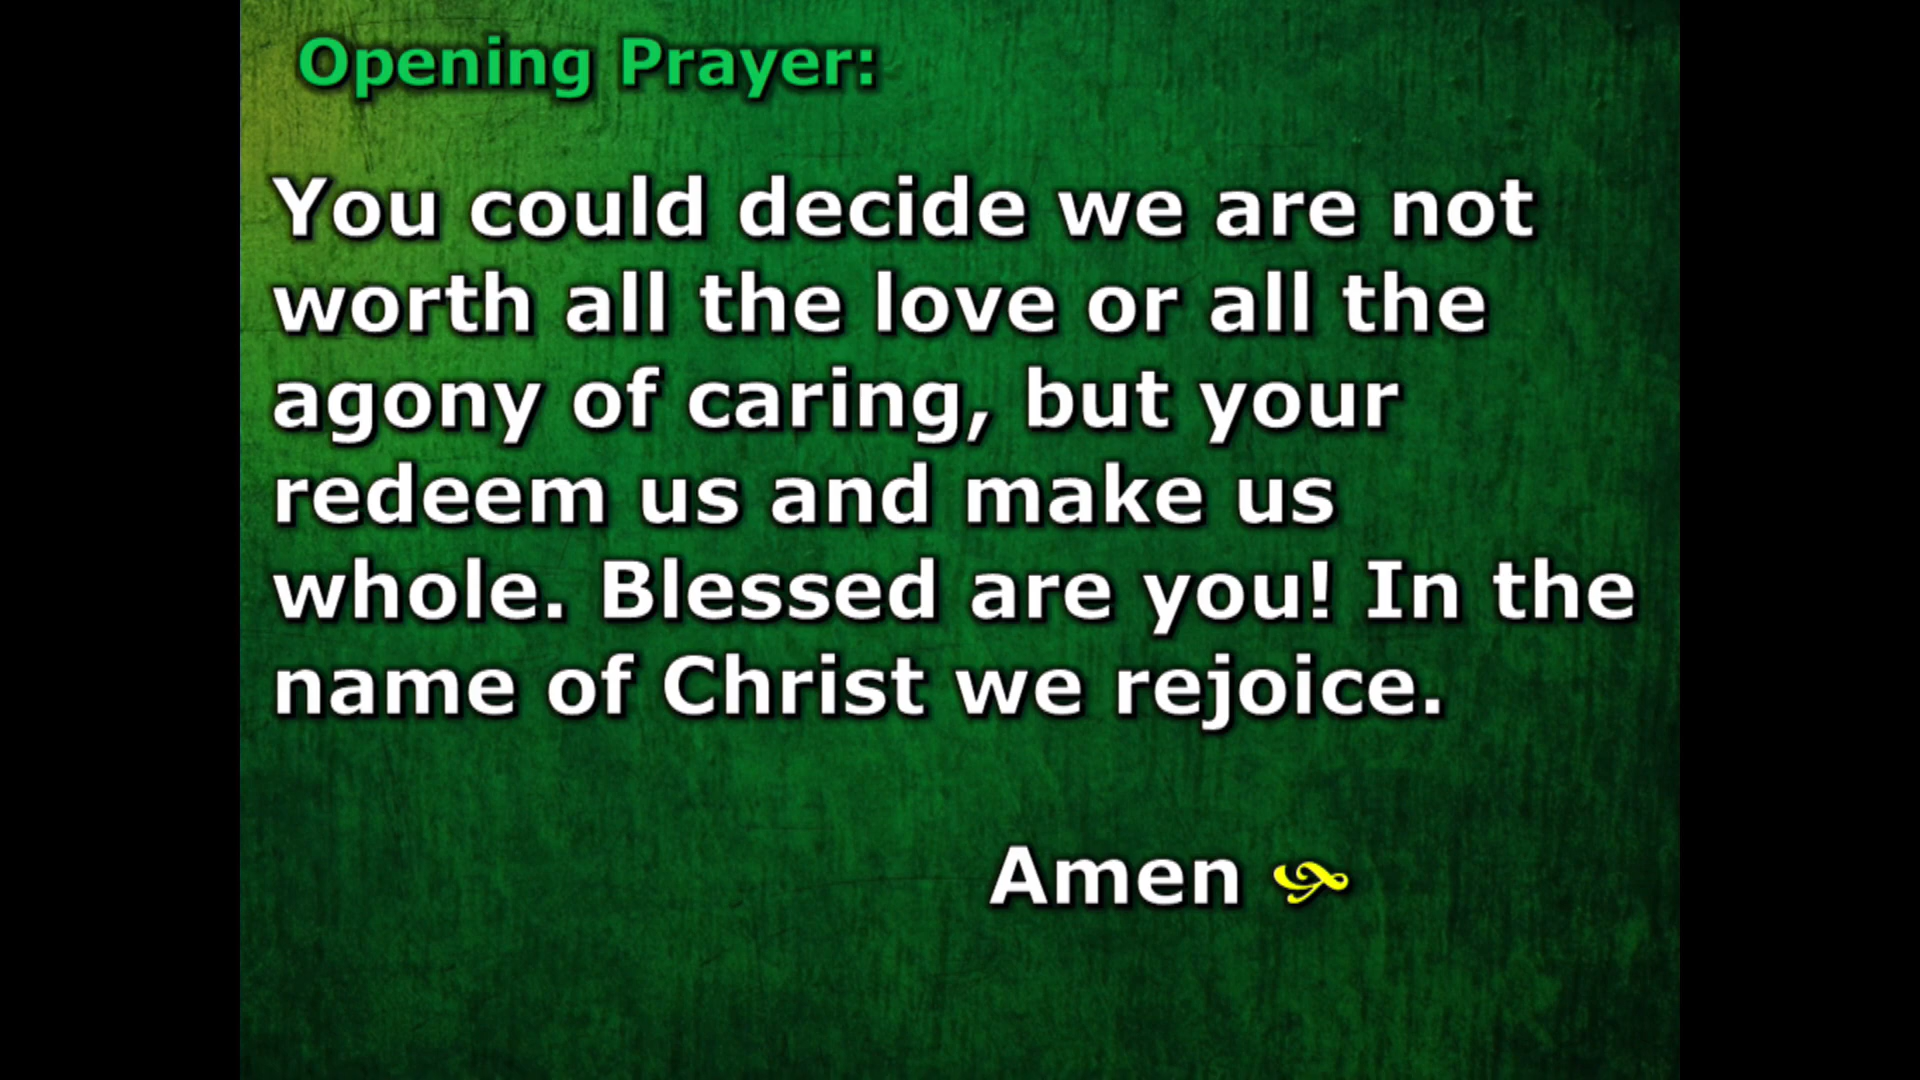 Opening Prayer:
You could decide we are not
worth all the love or all the
agony of caring, but your
redeem us and make us
whole. Blessed are you! In the
name of Christ we rejoice.
Amen